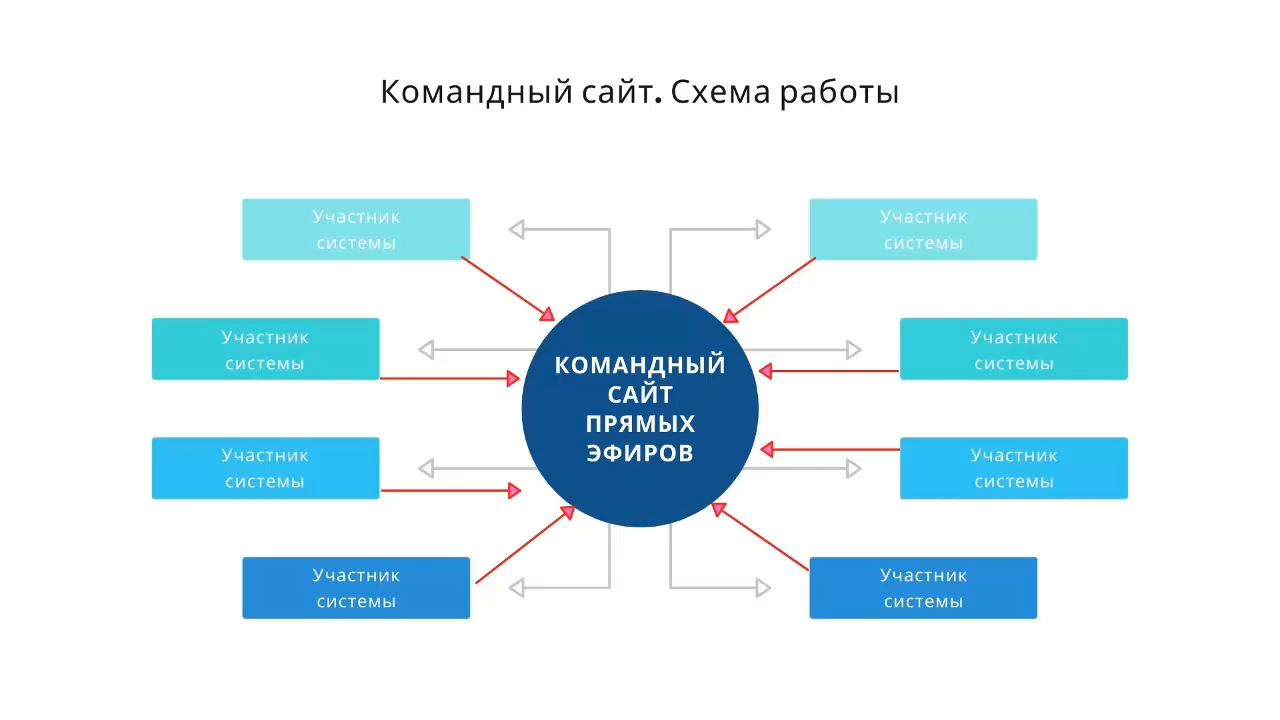 Командный сайт. Схема работы
Участник
системы
Участник
системы
Участник
системы
Участник
системы
КОМАНДНЫЙ
САЙТ
ПРЯМЫХ
ЭФИРОВ
Участник
системы
Участник
системы
Участник
системы
Участник
системы